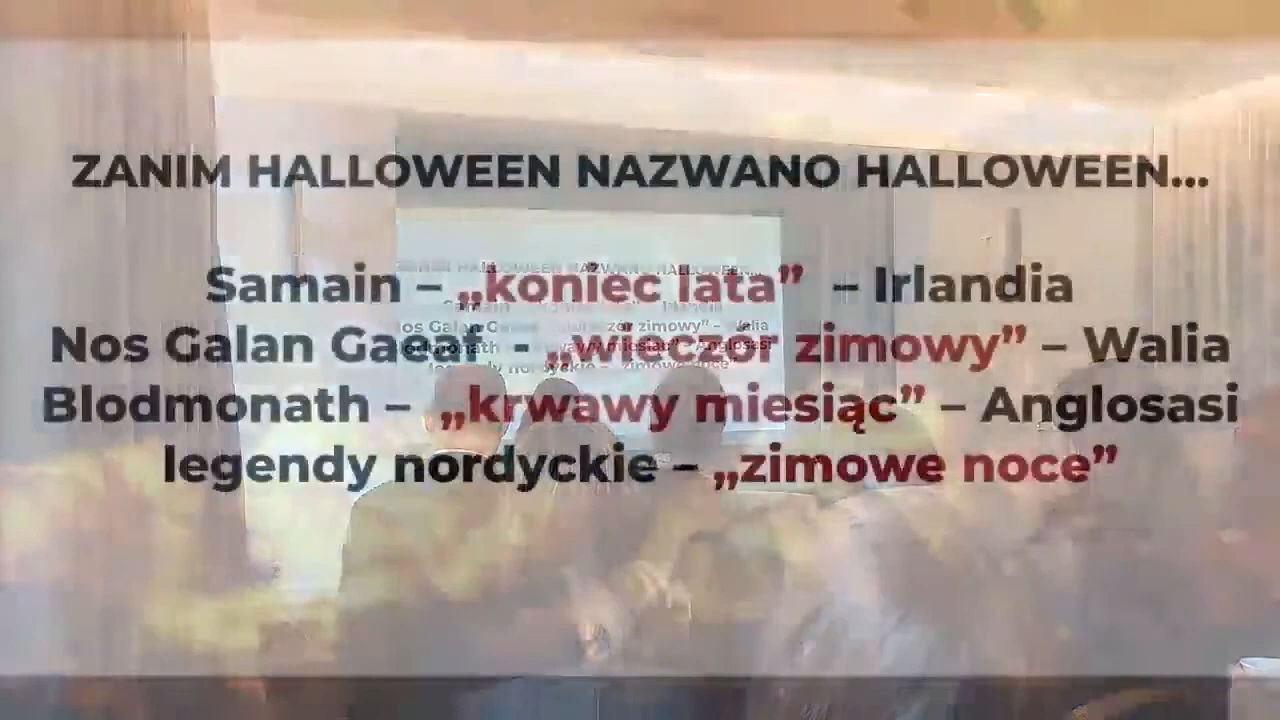 ZANIM HALLOWEEN NAZWANO HALLOWEEN...
Samain – „koniec lata” – Irlandia
Nos Galan Gaeaf - „wieczór zimowy” – Walia
Blodmonath – „krwawy miesiąc” – Anglosasi
legendy nordyckie – „zimowe noce”